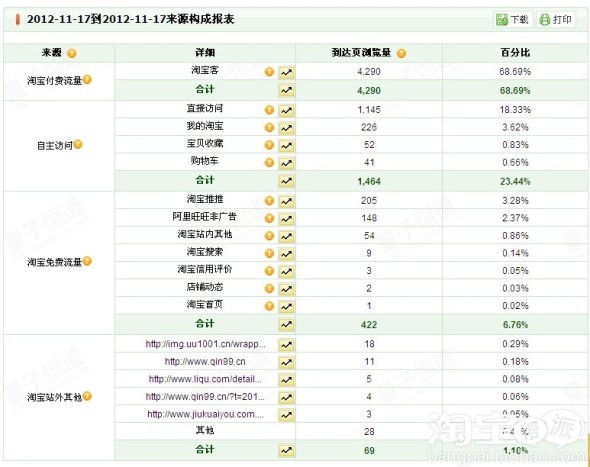 2012-11-17到2012-11-17来源构成报表 下载 打印
来源 详细 到达页浏览量 百分比
淘宝付费流量 淘宝客 4,290 68.69%
合计 4,290 68.69%
自主访问 直接访问 1,145 18.33%
我的淘宝 226 3.62%
宝贝收藏 52 0.83%
购物车 41 0.66%
合计 1,464 23.44%
淘宝免费流量 淘宝推推 205 3.28%
阿里旺旺非广告 148 2.37%
淘宝站内其他 54 0.86%
淘宝搜索 9 0.14%
淘宝信用评价 3 0.05%
店铺动态 2 0.03%
淘宝首页 1 0.02%
合计 422 6.76%
淘宝站外其他 http://img.uu1001.cn/wrapp... 18 0.29%
http://www.qin99.cn 11 0.18%
http://www.liqu.com/detail... 5 0.08%
http://www.qin99.cn/?t=201... 4 0.06%
http://www.jiukuaiyou.com.... 3 0.05%
其他 28
合计 69 1.10%
量子恒道
bangpai.taobao.com